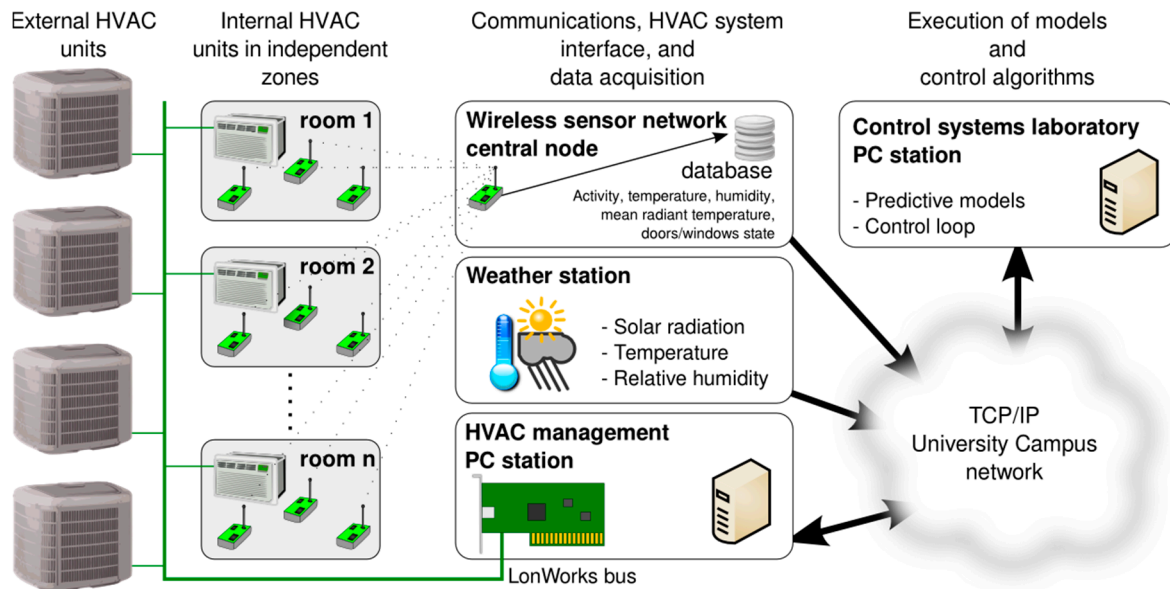 External HVAC
units
Internal HVAC
units in independent
zones
Communications, HVAC system
interface, and
data acquisition
Execution of models
and
control algorithms
room 1
room 2
room n
Wireless sensor network
central node
database
Activity, temperature, humidity,
mean radiant temperature,
doors/windows state
Weather station
- Solar radiation
- Temperature
- Relative humidity
HVAC management
PC station
LonWorks bus
Control systems laboratory
PC station
- Predictive models
- Control loop
TCP/IP
University Campus
network